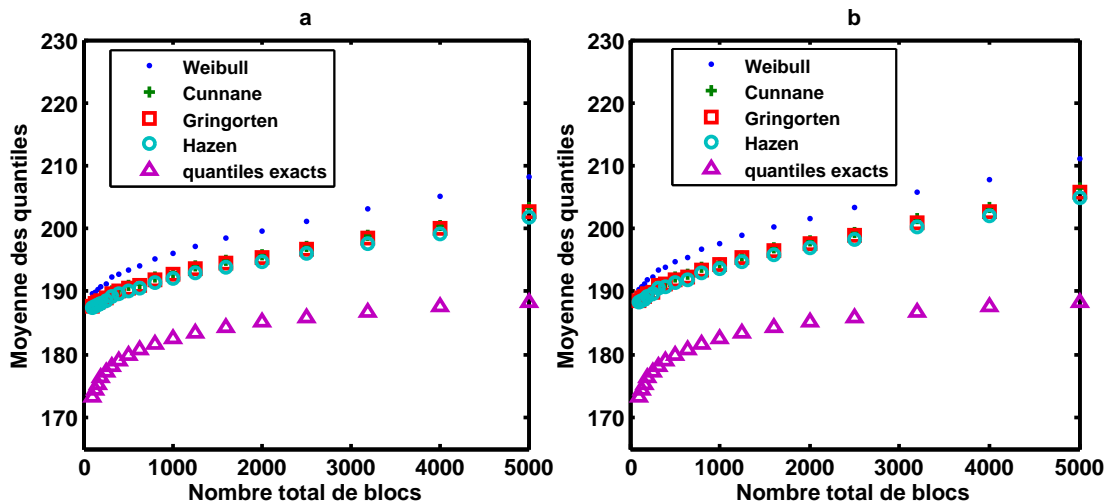 a
Moyenne des quantiles
230
220
210
200
190
180
170
0
1000
2000
3000
4000
5000
Nombre total de blocs
Weibull
Cunnane
Gringorten
Hazen
quantiles exacts
b
Moyenne des quantiles
230
220
210
200
190
180
170
0
1000
2000
3000
4000
5000
Nombre total de blocs
Weibull
Cunnane
Gringorten
Hazen
quantiles exacts